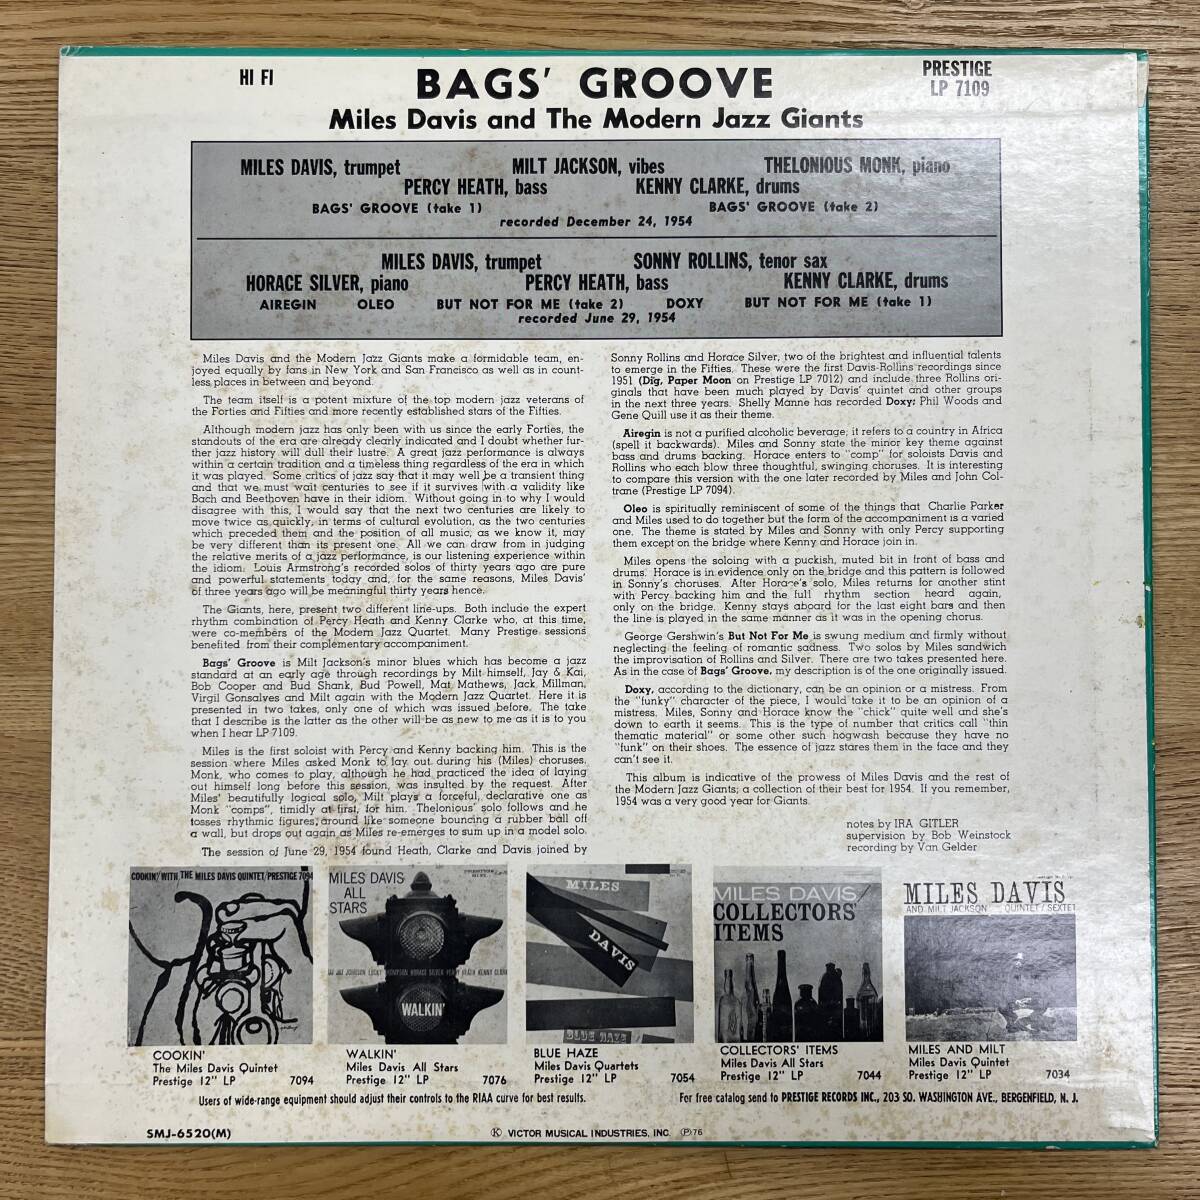 HI FI
BAGS' GROOVE
PRESTIGE
LP 7109
Miles Davis and The Modern Jazz Giants
MILES DAVIS, trumpet MILT JACKSON, vibes THELONIOUS MONK, piano
PERCY HEATH, bass KENNY CLARKE, drums
BAGS' GROOVE (take 1) BAGS' GROOVE (take 2)
recorded December 24, 1954
MILES DAVIS, trumpet SONNY ROLLINS, tenor sax
HORACE SILVER, piano PERCY HEATH, bass KENNY CLARKE, drums
AIREGIN OLEO BUT NOT FOR ME (take 2) DOXY BUT NOT FOR ME (take 1)
recorded June 29, 1954
Miles Davis and the Modern Jazz Giants make a formidable team, en-
joyed equally by fans in New York and San Francisco as well as in count-
less places in between and beyond.
The team itself is a potent mixture of the top modern jazz veterans of
the Forties and Fifties and more recently established stars of the Fifties.
Although modern jazz has only been with us since the early Forties, the
standouts of the era are already clearly indicated and I doubt whether fur-
ther jazz history will dull their lustre. A great jazz performance is always
within a certain tradition and a timeless thing regardless of the era in which
it was played. Some critics of jazz say that it may well be a transient thing
and that we must wait centuries to see if it survives with a validity like
Bach and Beethoven have in their idiom. Without going in to why I would
disagree with this, I would say that the next two centuries are likely to
move twice as quickly, in terms of cultural evolution, as the two centuries
which preceded them and the position of all music, as we know it, may
be very different than its present one. All we can draw from in judging
the relative merits of a jazz performance, is our listening experience within
the idiom. Louis Armstrong's recorded solos of thirty years ago are pure
and powerful statements today and, for the same reasons, Miles Davis'
of three years ago will be meaningful thirty years hence.
The Giants, here, present two different line-ups. Both include the expert
rhythm combination of Percy Heath and Kenny Clarke who, at this time,
were co-members of the Modern Jazz Quartet. Many Prestige sessions
benefited from their complementary accompaniment.
Bags' Groove is Milt Jackson's minor blues which has become a jazz
standard at an early age through recordings by Milt himself, Jay & Kai,
Bob Cooper and Bud Shank, Bud Powell, Mat Mathews, Jack Millman,
Virgil Gonsalves and Milt again with the Modern Jazz Quartet. Here it is
presented in two takes, only one of which was issued before. The take
that I describe is the latter as the other will be as new to me as it is to you
when I hear LP 7109.
Miles is the first soloist with Percy and Kenny backing him. This is the
session where Miles asked Monk to lay out during his (Miles) choruses.
Monk, who comes to play, although he had practiced the idea of laying
out himself long before this session, was insulted by the request. After
Miles' beautifully logical solo, Milt plays a forceful, declarative one as
Monk "comps", timidly at first, for him. Thelonious' solo follows and he
tosses rhythmic figures around like someone bouncing a rubber ball off
a wall, but drops out again as Miles re-emerges to sum up in a model solo.
The session of June 29, 1954 found Heath, Clarke and Davis joined by
Sonny Rollins and Horace Silver, two of the brightest and influential talents
to emerge in the Fifties. These were the first Davis-Rollins recordings since
1951 (Dig, Paper Moon on Prestige LP 7012) and include three Rollins ori-
ginals that have been much played by Davis' quintet and other groups
in the next three years. Shelly Manne has recorded Doxy; Phil Woods and
Gene Quill use it as their theme.
Airegin is not a purified alcoholic beverage; it refers to a country in Africa
(spell it backwards). Miles and Sonny state the minor key theme against
bass and drums backing. Horace enters to "comp" for soloists Davis and
Rollins who each blow three thoughtful, swinging choruses. It is interesting
to compare this version with the one later recorded by Miles and John Col-
trane (Prestige LP 7094).
Oleo is spiritually reminiscent of some of the things that Charlie Parker
and Miles used to do together but the form of the accompaniment is a varied
one. The theme is stated by Miles and Sonny with only Percy supporting
them except on the bridge where Kenny and Horace join in.
Miles opens the soloing with a puckish, muted bit in front of bass and
drums. Horace is in evidence only on the bridge and this pattern is followed
in Sonny's choruses. After Horace's solo, Miles returns for another stint
with Percy backing him and the full rhythm section heard again,
only on the bridge. Kenny stays aboard for the last eight bars and then
the line is played in the same manner as it was in the opening chorus.
George Gershwin's But Not For Me is swung medium and firmly without
neglecting the feeling of romantic sadness. Two solos by Miles sandwich
the improvisation of Rollins and Silver. There are two takes presented here.
As in the case of Bags' Groove, my description is of the one originally issued.
Doxy, according to the dictionary, can be an opinion or a mistress. From
the "funky" character of the piece, I would take it to be an opinion of a
mistress. Miles, Sonny and Horace know the "chick" quite well and she's
down to earth it seems. This is the type of number that critics call "thin
thematic material" or some other such hogwash because they have no
"funk" on their shoes. The essence of jazz stares them in the face and they
can't see it.
This album is indicative of the prowess of Miles Davis and the rest of
the Modern Jazz Giants; a collection of their best for 1954. If you remember,
1954 was a very good year for Giants.
notes by IRA GITLER
supervision by Bob Weinstock
recording by Van Gelder
COOKIN' WITH THE MILES DAVIS QUINTET/PRESTIGE 7094
MILES DAVIS
ALL
STARS
JAY JAY JOHNSON LUCKY THOMPSON HORACE SILVER PERCY HEATH KENNY CLARKE
WALKIN'
MILES
DAVIS
BLUE HAZE
MILES DAVIS/
COLLECTORS'
ITEMS
MILES DAVIS
AND MILT JACKSON QUINTET/SEXTET
COOKIN'
The Miles Davis Quintet
Prestige 12" LP 7094
WALKIN'
Miles Davis All Stars
Prestige 12" LP 7076
BLUE HAZE
Miles Davis Quartets
Prestige 12" LP 7054
COLLECTORS' ITEMS
Miles Davis All Stars
Prestige 12" LP 7044
MILES AND MILT
Miles Davis Quintet
Prestige 12" LP 7034
Users of wide-range equipment should adjust their controls to the RIAA curve for best results.
For free catalog send to PRESTIGE RECORDS INC., 203 SO. WASHINGTON AVE., BERGENFIELD, N. J.
SMJ-6520(M)
Ⓚ VICTOR MUSICAL INDUSTRIES, INC. Ⓟ76